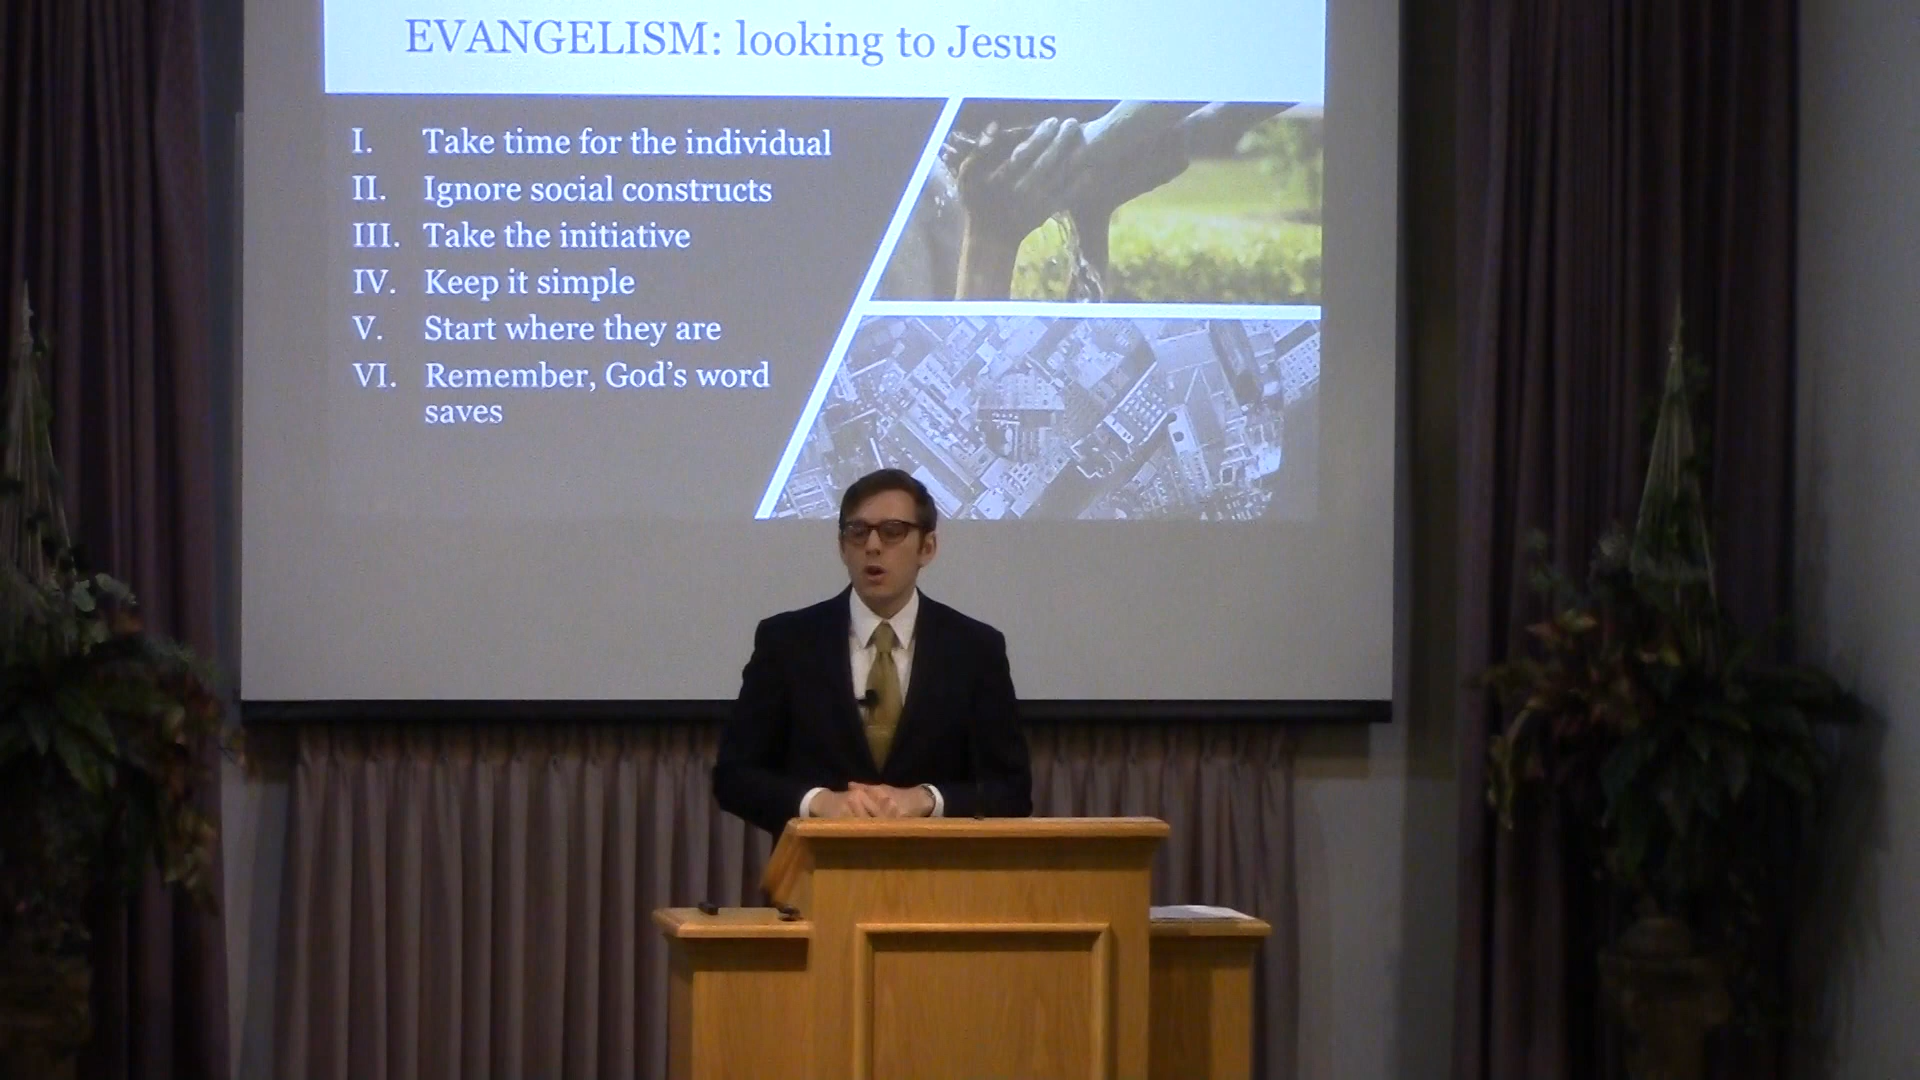 EVANGELISM: looking to Jesus
I. Take time for the individual
II. Ignore social constructs
III. Take the initiative
IV. Keep it simple
V. Start where they are
VI. Remember, God’s word
saves